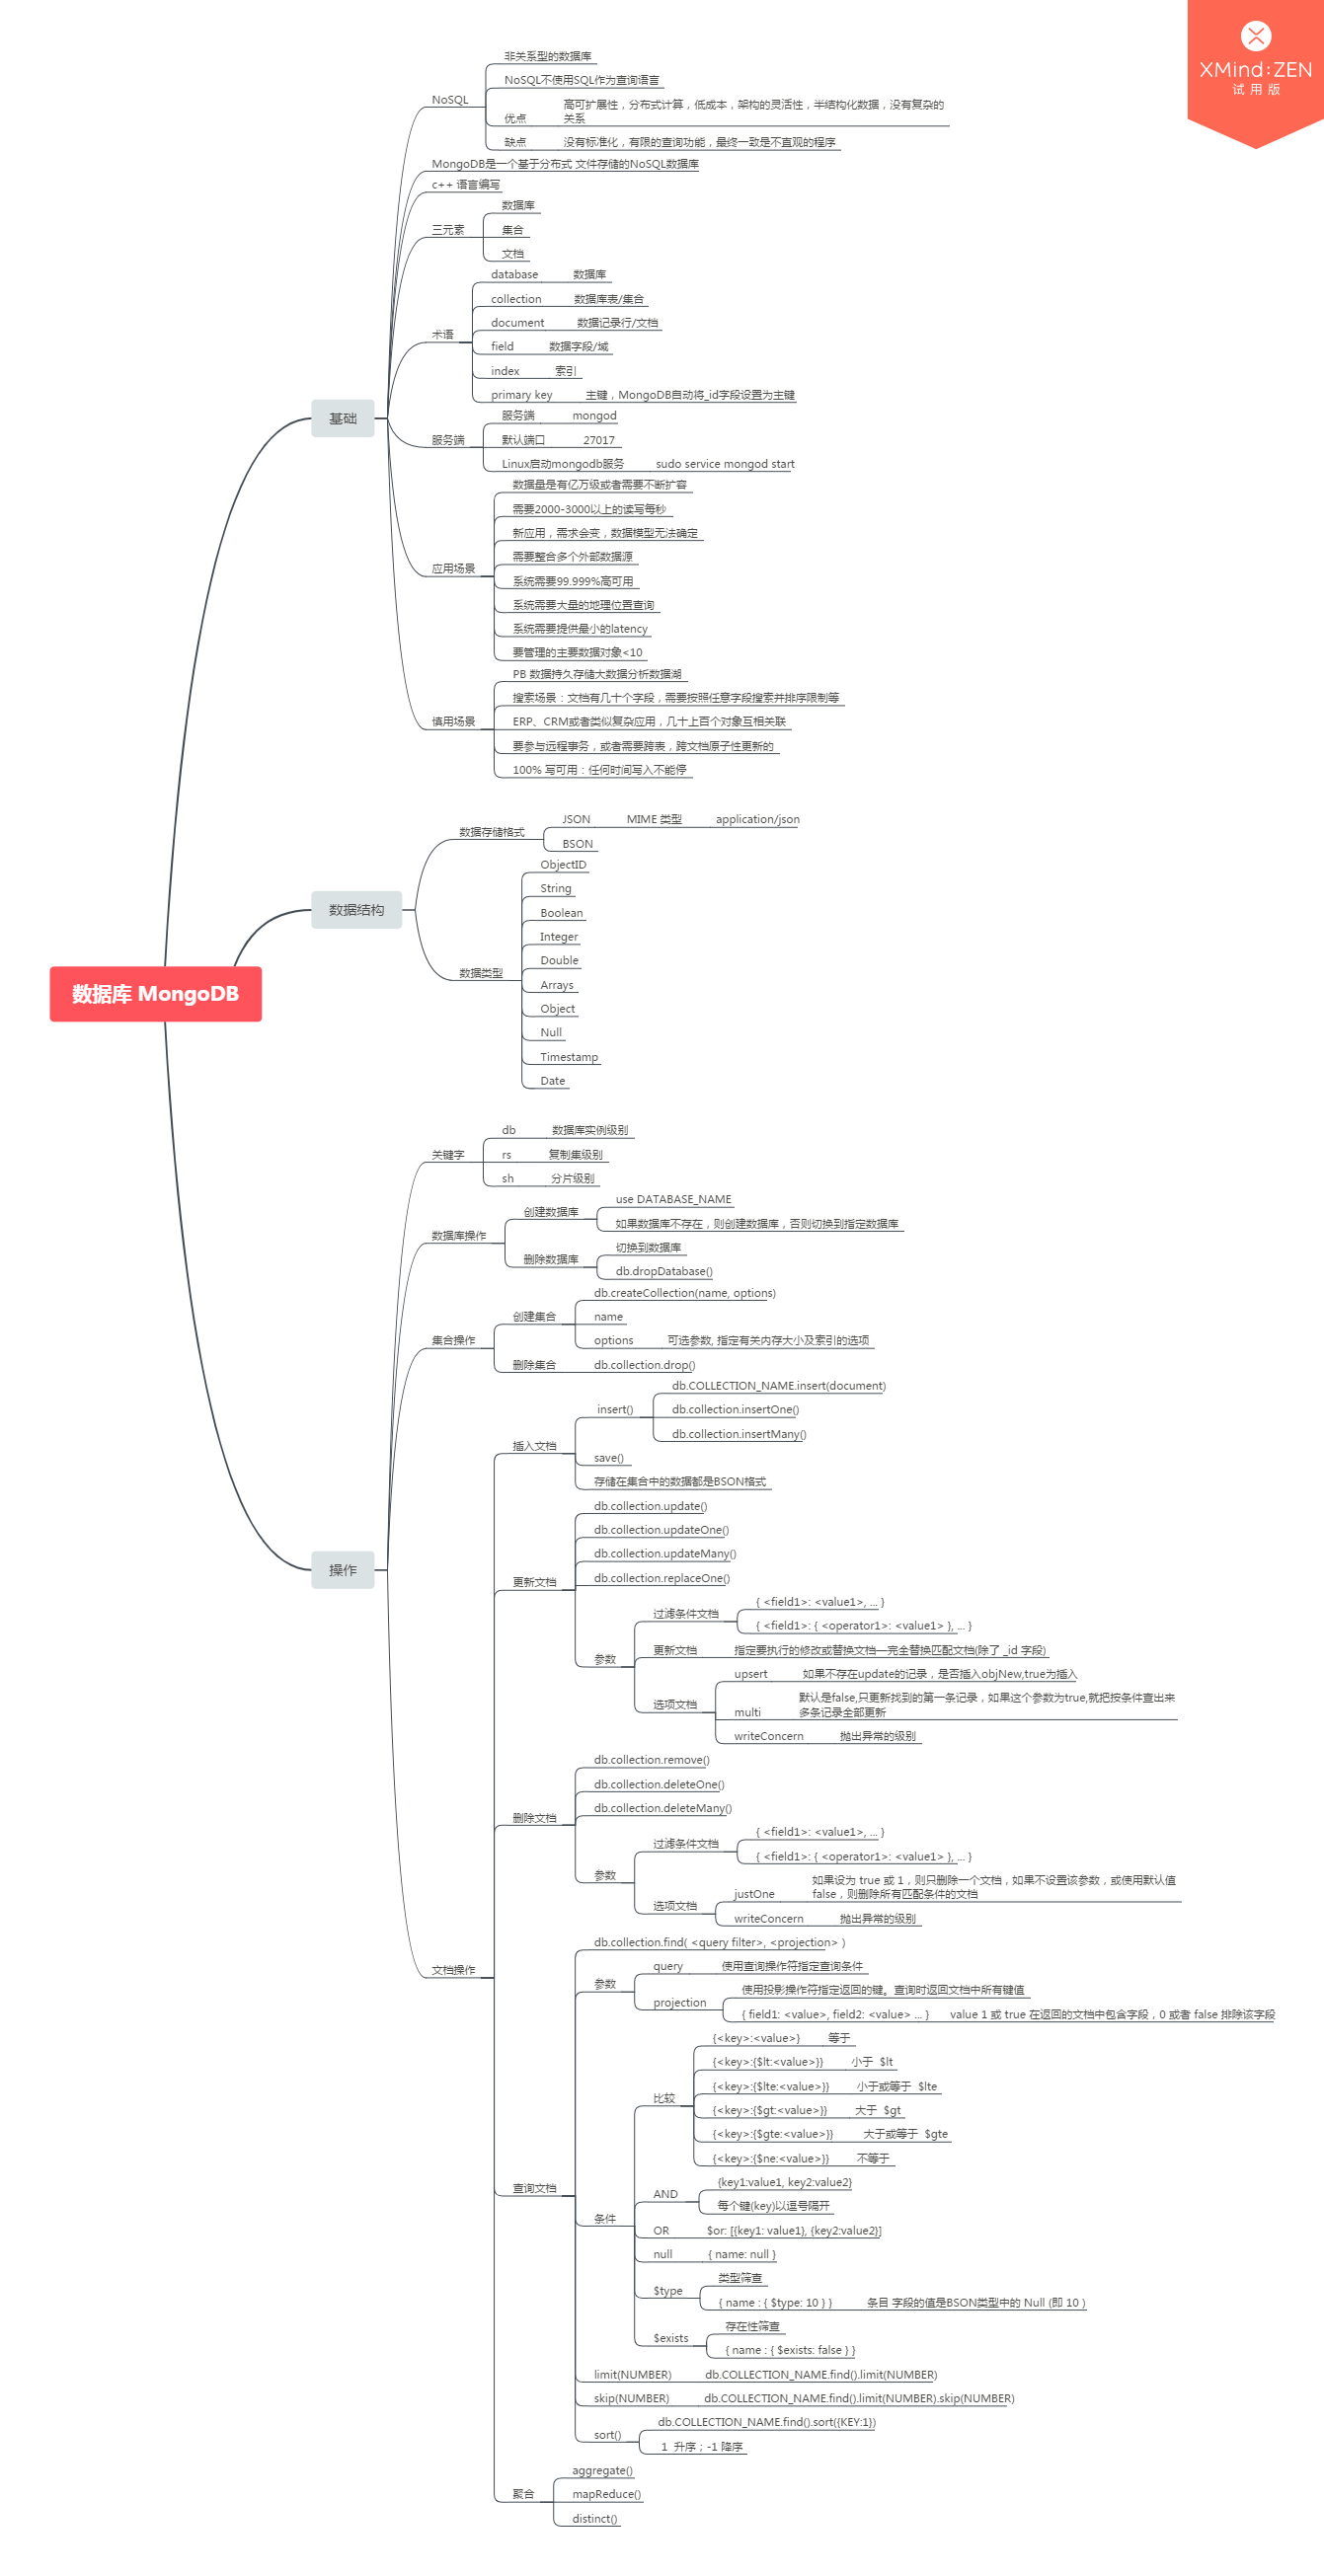 XMind:ZEN
试用版
数据库 MongoDB
基础
NoSQL
非关系型的数据库
NoSQL不使用SQL作为查询语言
优点
高可扩展性，分布式计算，低成本，架构的灵活性，半结构化数据，没有复杂的
关系
缺点
没有标准化，有限的查询功能，最终一致是不直观的程序
MongoDB是一个基于分布式 文件存储的NoSQL数据库
c++ 语言编写
三元素
数据库
集合
文档
术语
database
数据库
collection
数据库表/集合
document
数据记录行/文档
field
数据字段/域
index
索引
primary key
主键，MongoDB自动将_id字段设置为主键
服务端
服务端
mongod
默认端口
27017
Linux启动mongodb服务
sudo service mongod start
应用场景
数据量是有亿万级或者需要不断扩容
需要2000-3000以上的读写每秒
新应用，需求会变，数据模型无法确定
需要整合多个外部数据源
系统需要99.999%高可用
系统需要大量的地理位置查询
系统需要提供最小的latency
要管理的主要数据对象<10
慎用场景
PB 数据持久存储大数据分析数据湖
搜索场景：文档有几十个字段，需要按照任意字段搜索并排序限制等
ERP、CRM或者类似复杂应用，几十上百个对象互相关联
要参与远程事务，或者需要跨表，跨文档原子性更新的
100% 写可用：任何时间写入不能停
数据结构
数据存储格式
JSON
MIME 类型
application/json
BSON
数据类型
ObjectID
String
Boolean
Integer
Double
Arrays
Object
Null
Timestamp
Date
操作
关键字
db
数据库实例级别
rs
复制集级别
sh
分片级别
数据库操作
创建数据库
use DATABASE_NAME
如果数据库不存在，则创建数据库，否则切换到指定数据库
删除数据库
切换到数据库
db.dropDatabase()
集合操作
创建集合
db.createCollection(name, options)
name
options
可选参数, 指定有关内存大小及索引的选项
删除集合
db.collection.drop()
文档操作
插入文档
insert()
db.COLLECTION_NAME.insert(document)
db.collection.insertOne()
db.collection.insertMany()
save()
存储在集合中的数据都是BSON格式
更新文档
db.collection.update()
db.collection.updateOne()
db.collection.updateMany()
db.collection.replaceOne()
参数
过滤条件文档
{ <field1>: <value1>, ... }
{ <field1>: { <operator1>: <value1> }, ... }
更新文档
指定要执行的修改或替换文档—完全替换匹配文档(除了 _id 字段)
选项文档
upsert
如果不存在update的记录，是否插入objNew,true为插入
multi
默认是false,只更新找到的第一条记录，如果这个参数为true,就把按条件查出来
多条记录全部更新
writeConcern
抛出异常的级别
删除文档
db.collection.remove()
db.collection.deleteOne()
db.collection.deleteMany()
参数
过滤条件文档
{ <field1>: <value1>, ... }
{ <field1>: { <operator1>: <value1> }, ... }
选项文档
justOne
如果设为 true 或 1，则只删除一个文档，如果不设置该参数，或使用默认值
false，则删除所有匹配条件的文档
writeConcern
抛出异常的级别
查询文档
db.collection.find( <query filter>, <projection> )
参数
query
使用查询操作符指定查询条件
projection
使用投影操作符指定返回的键。查询时返回文档中所有键值
{ field1: <value>, field2: <value> ... }
value 1 或 true 在返回的文档中包含字段，0 或者 false 排除该字段
条件
比较
{<key>:<value>}
等于
{<key>:{$lt:<value>}}
小于 $lt
{<key>:{$lte:<value>}}
小于或等于 $lte
{<key>:{$gt:<value>}}
大于 $gt
{<key>:{$gte:<value>}}
大于或等于 $gte
{<key>:{$ne:<value>}}
不等于
AND
{key1:value1, key2:value2}
每个键(key)以逗号隔开
OR
$or: [{key1: value1}, {key2:value2}]
null
{ name: null }
$type
类型筛查
{ name : { $type: 10 } }
条目 字段的值是BSON类型中的 Null (即 10 )
$exists
存在性筛查
{ name : { $exists: false } }
limit(NUMBER)
db.COLLECTION_NAME.find().limit(NUMBER)
skip(NUMBER)
db.COLLECTION_NAME.find().limit(NUMBER).skip(NUMBER)
sort()
db.COLLECTION_NAME.find().sort({KEY:1})
1 升序；-1 降序
聚合
aggregate()
mapReduce()
distinct()